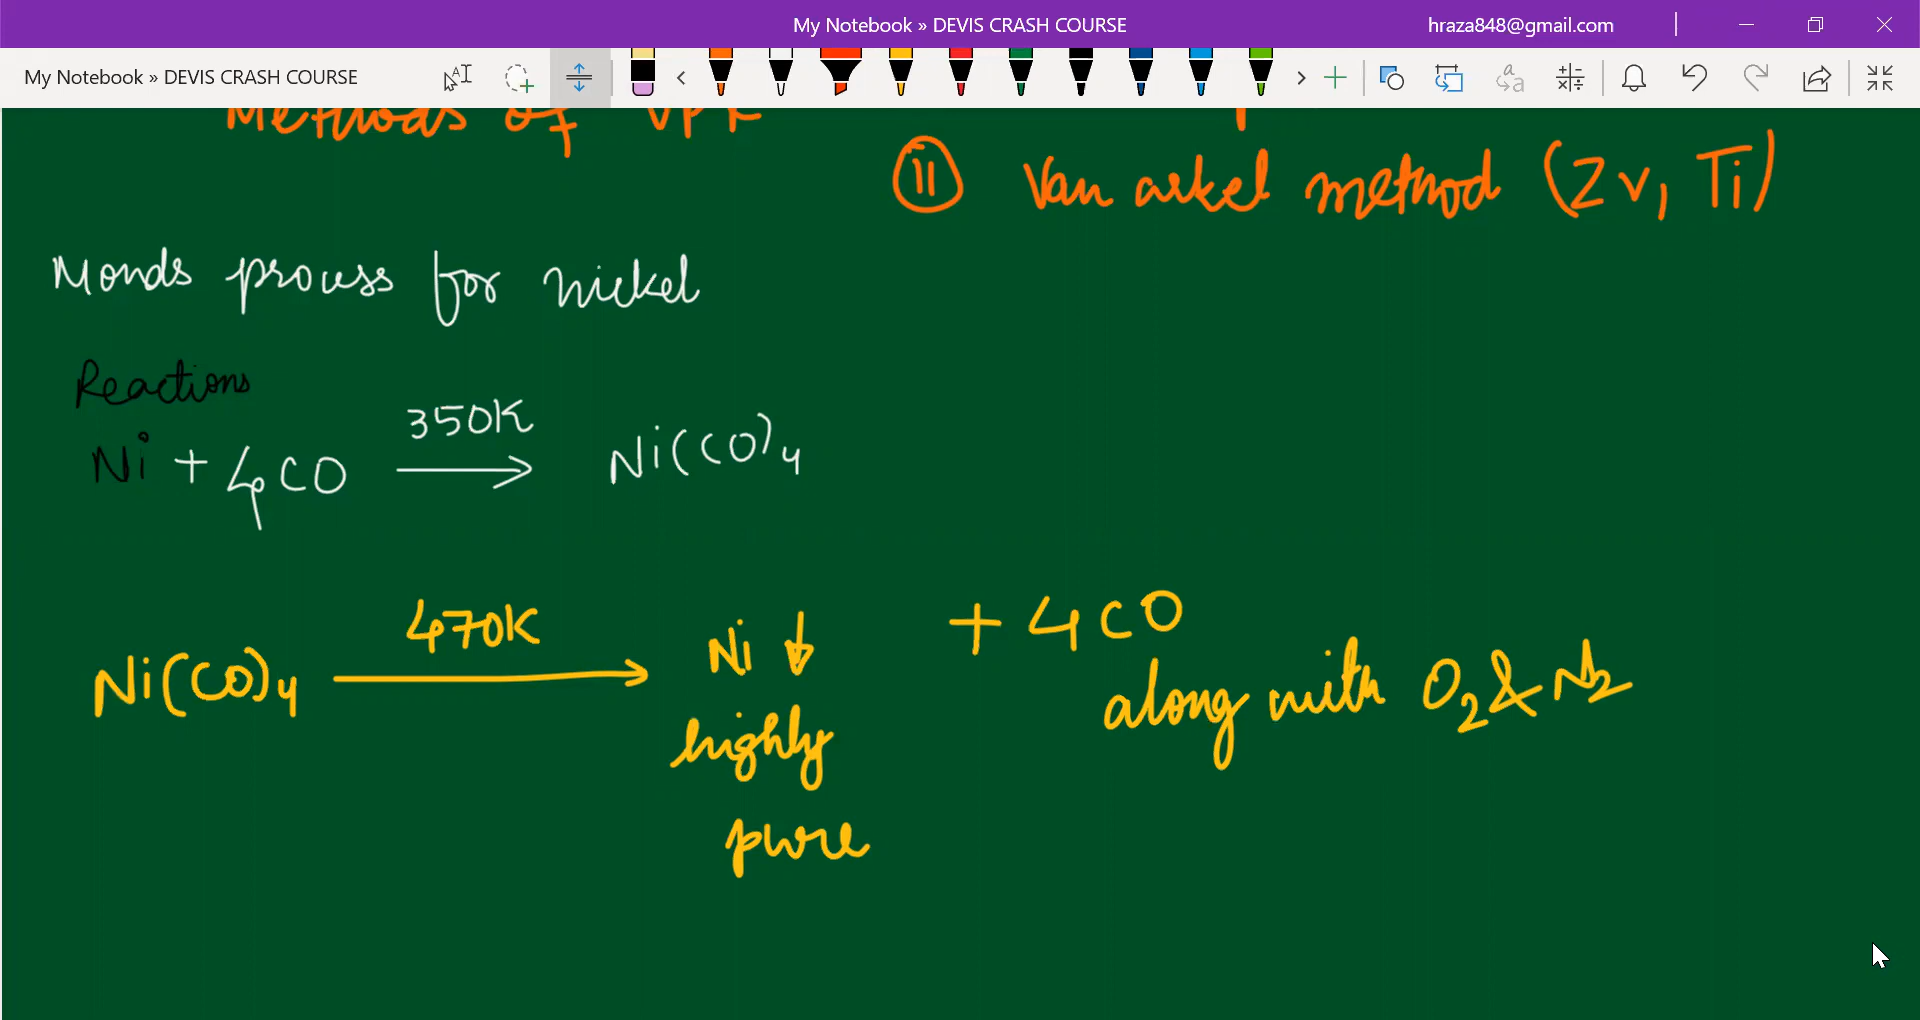 My Notebook » DEVIS CRASH COURSE
hraza848@gmail.com
My Notebook » DEVIS CRASH COURSE
Methods of VPR
(II) Van arkel method (Zr, Ti)
Monds process for nickel
Reactions
Ni + 4CO 350K → Ni(CO)4
Ni(CO)4 470K → Ni ↓ + 4CO
highly along with O2 & N2
pure